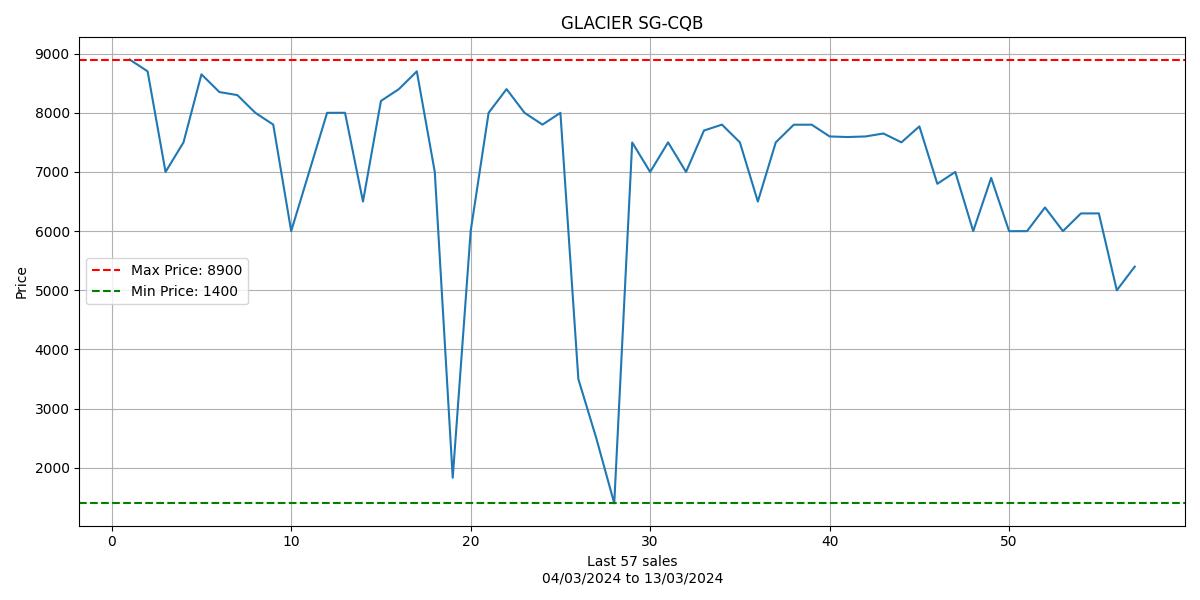 GLACIER SG-CQB
9000
8000
7000
6000
5000
4000
3000
2000
Price
Max Price: 8900
Min Price: 1400
0 10 20 30 40 50
Last 57 sales
04/03/2024 to 13/03/2024